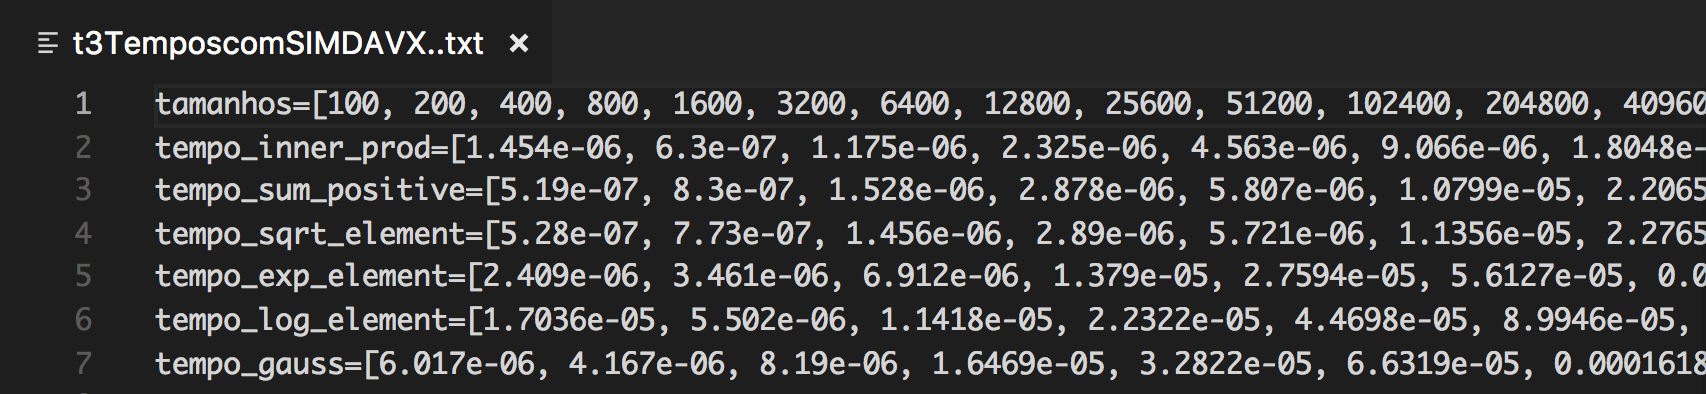 t3TemposcomSIMDAVX..txt ×
1 tamanhos=[100, 200, 400, 800, 1600, 3200, 6400, 12800, 25600, 51200, 102400, 204800, 40960
2 tempo_inner_prod=[1.454e-06, 6.3e-07, 1.175e-06, 2.325e-06, 4.563e-06, 9.066e-06, 1.8048e-
3 tempo_sum_positive=[5.19e-07, 8.3e-07, 1.528e-06, 2.878e-06, 5.807e-06, 1.0799e-05, 2.2065
4 tempo_sqrt_element=[5.28e-07, 7.73e-07, 1.456e-06, 2.89e-06, 5.721e-06, 1.1356e-05, 2.2765
5 tempo_exp_element=[2.409e-06, 3.461e-06, 6.912e-06, 1.379e-05, 2.7594e-05, 5.6127e-05, 0.0
6 tempo_log_element=[1.7036e-05, 5.502e-06, 1.1418e-05, 2.2322e-05, 4.4698e-05, 8.9946e-05,
7 tempo_gauss=[6.017e-06, 4.167e-06, 8.19e-06, 1.6469e-05, 3.2822e-05, 6.6319e-05, 0.0001618